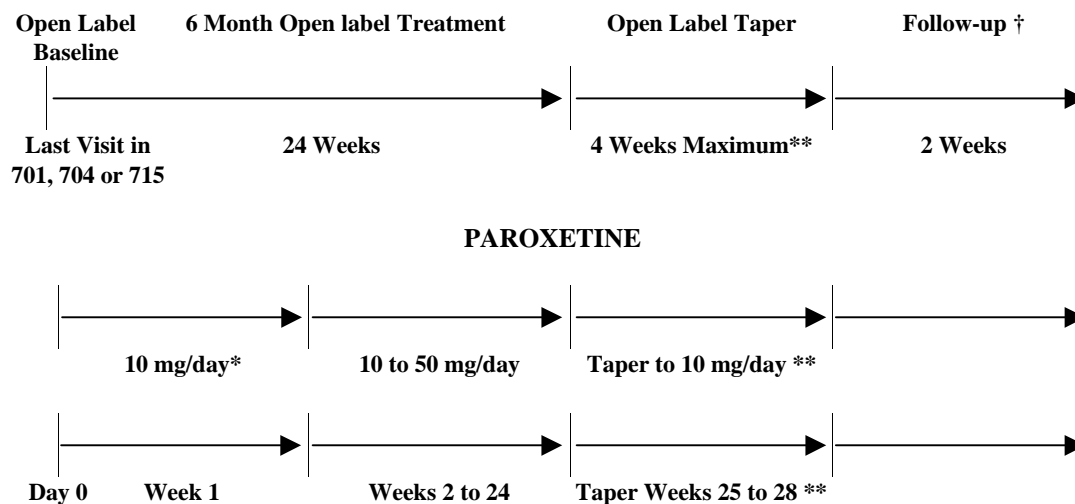 Open Label Baseline 6 Month Open label Treatment Open Label Taper Follow-up †
Last Visit in 701, 704 or 715 24 Weeks 4 Weeks Maximum** 2 Weeks
PAROXETINE
10 mg/day* 10 to 50 mg/day Taper to 10 mg/day **
Day 0 Week 1 Weeks 2 to 24 Taper Weeks 25 to 28 **